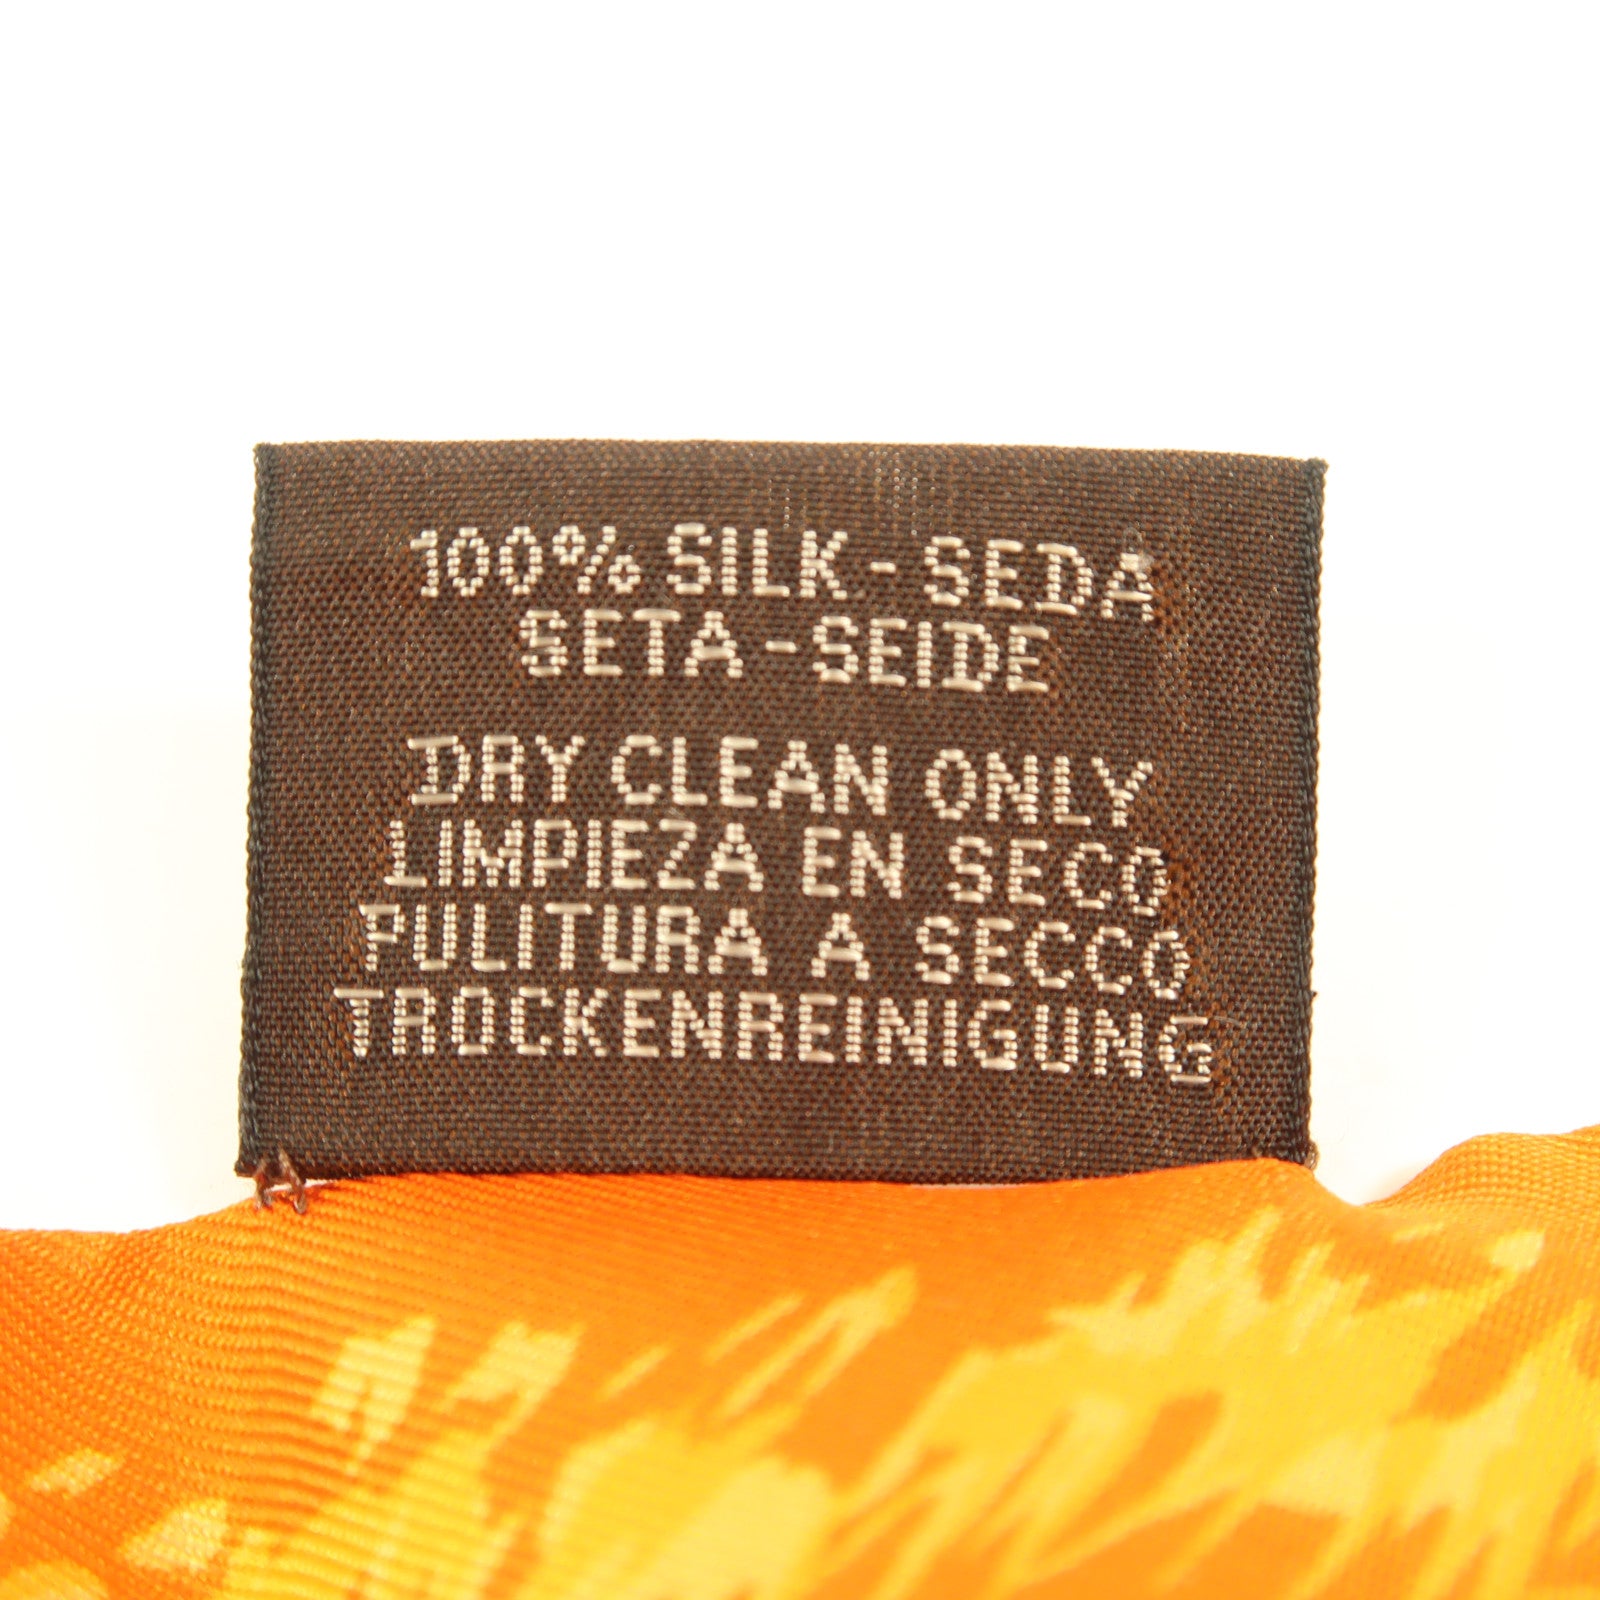 100% SILK - SEDA
SETA - SEIDE
DRY CLEAN ONLY
LIMPIEZA EN SECO
PULITURA A SECCO
TROCKENREINIGUNG